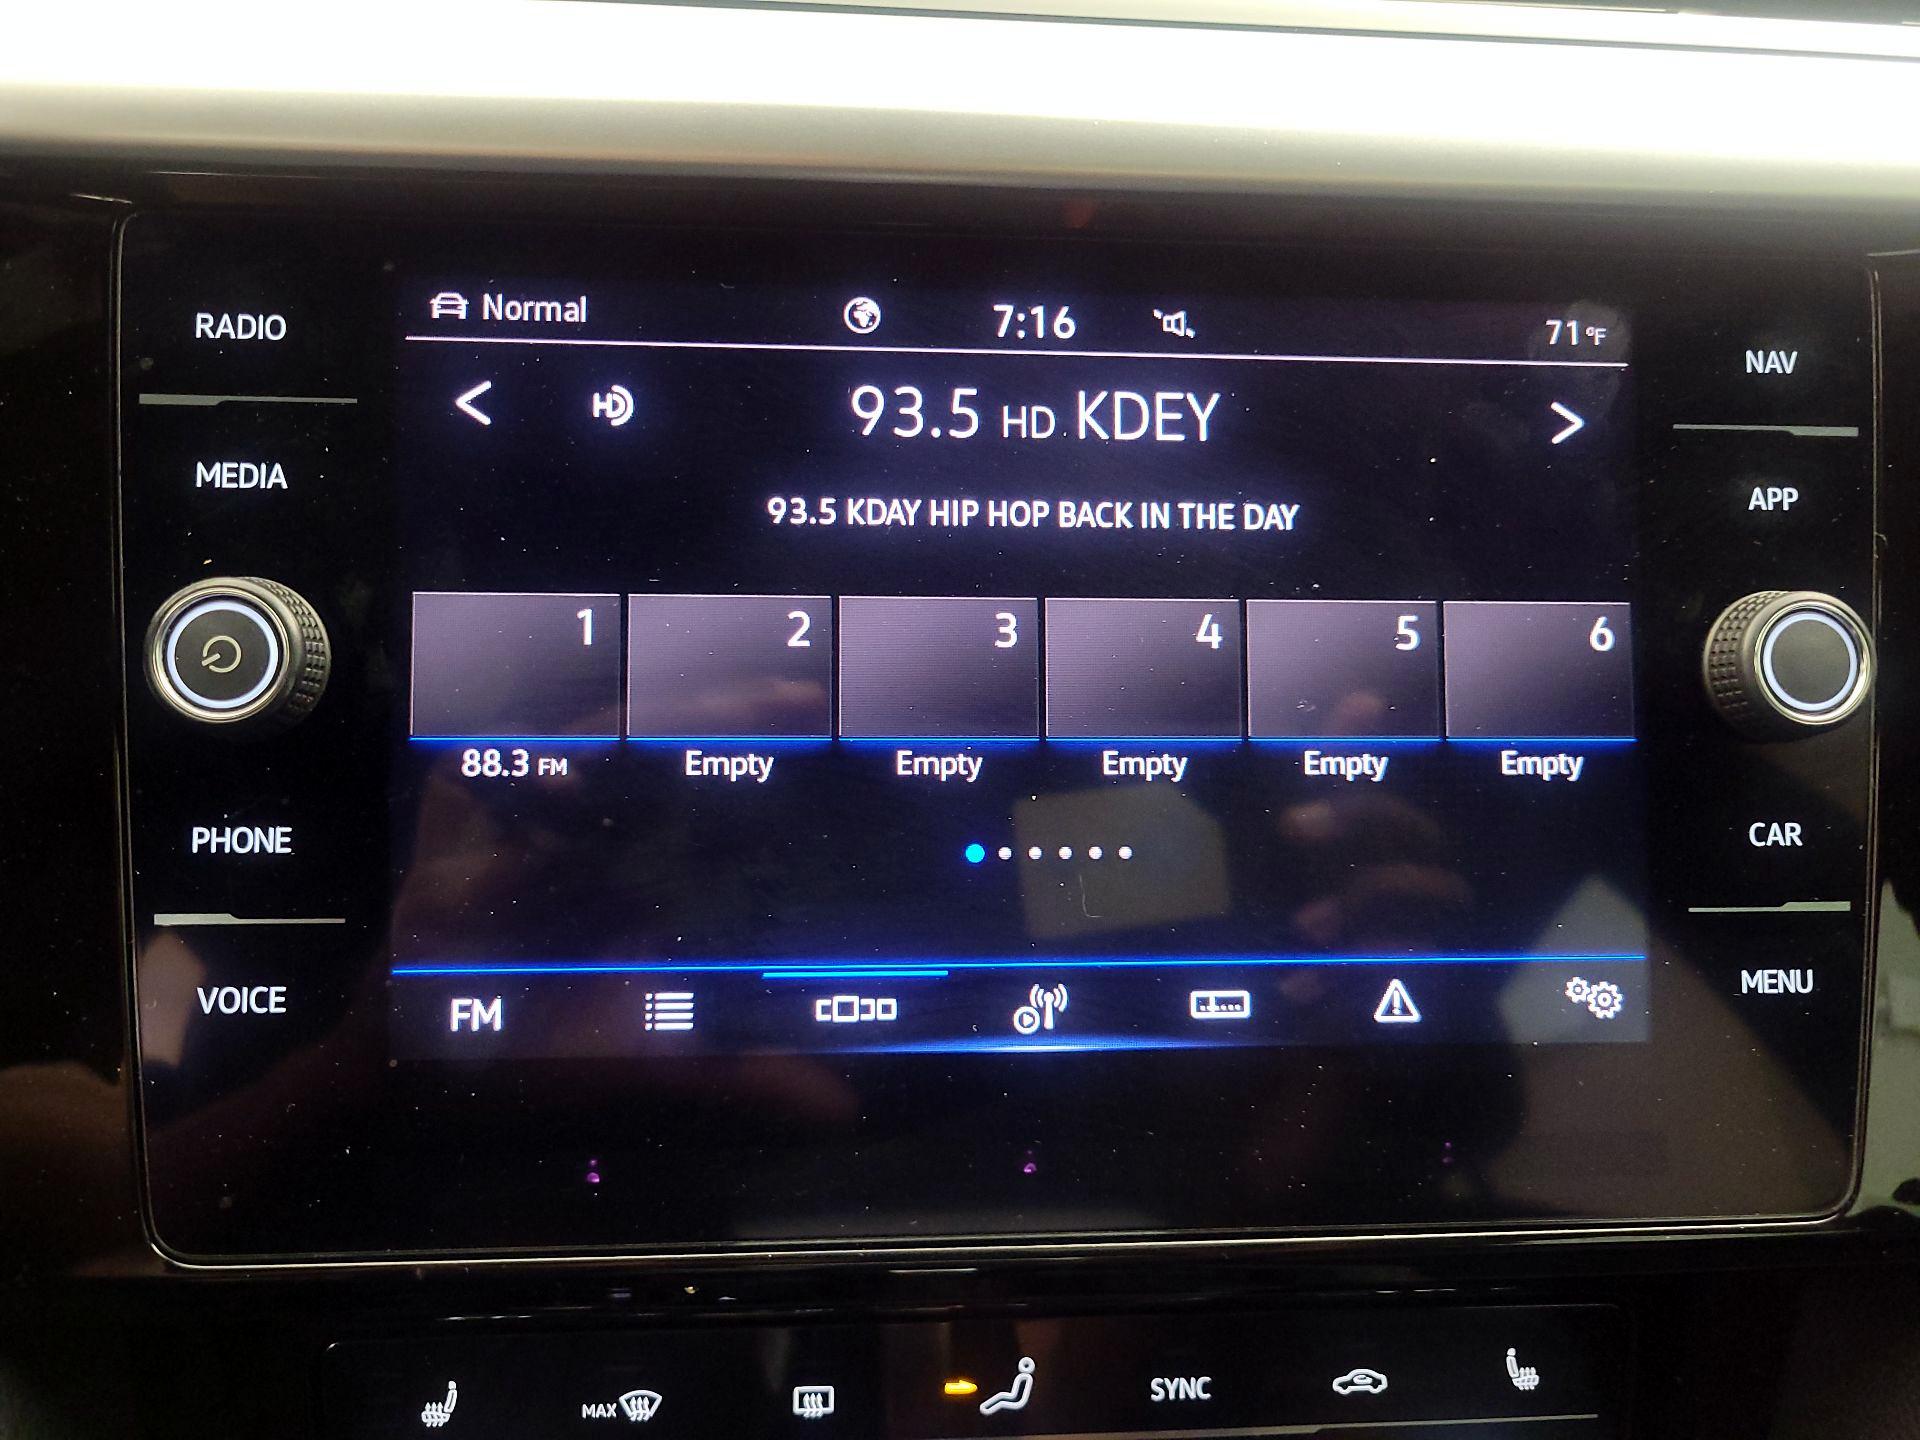 Normal
7:16
71°F
RADIO
NAV
HD
93.5 HD KDEY
MEDIA
APP
93.5 KDAY HIP HOP BACK IN THE DAY
1
2
3
4
5
6
88.3 FM
Empty
Empty
Empty
Empty
Empty
PHONE
CAR
VOICE
MENU
FM
MAX
SYNC